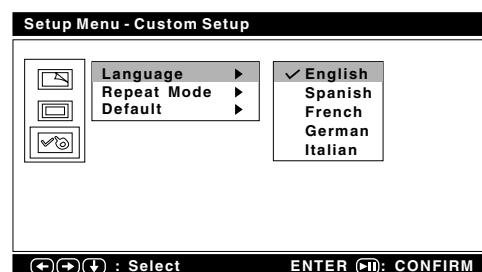 Setup Menu - Custom Setup
Language
Repeat Mode
Default
English
Spanish
French
German
Italian
: Select ENTER : CONFIRM